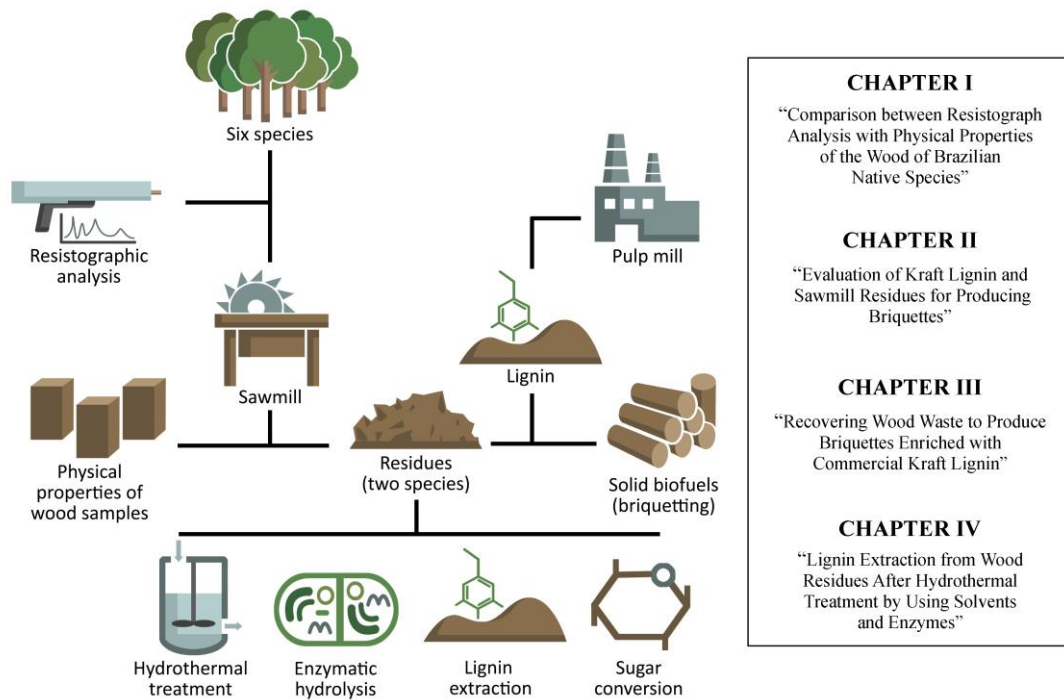 Six species
Resistographic
analysis
Pulp mill
Sawmill
Lignin
Physical
properties of
wood samples
Residues
(two species)
Solid biofuels
(briquetting)
Hydrothermal
treatment
Enzymatic
hydrolysis
Lignin
extraction
Sugar
conversion
CHAPTER I
“Comparison between Resistograph
Analysis with Physical Properties
of the Wood of Brazilian
Native Species”
CHAPTER II
“Evaluation of Kraft Lignin and
Sawmill Residues for Producing
Briquettes”
CHAPTER III
“Recovering Wood Waste to Produce
Briquettes Enriched with
Commercial Kraft Lignin”
CHAPTER IV
“Lignin Extraction from Wood
Residues After Hydrothermal
Treatment by Using Solvents
and Enzymes”